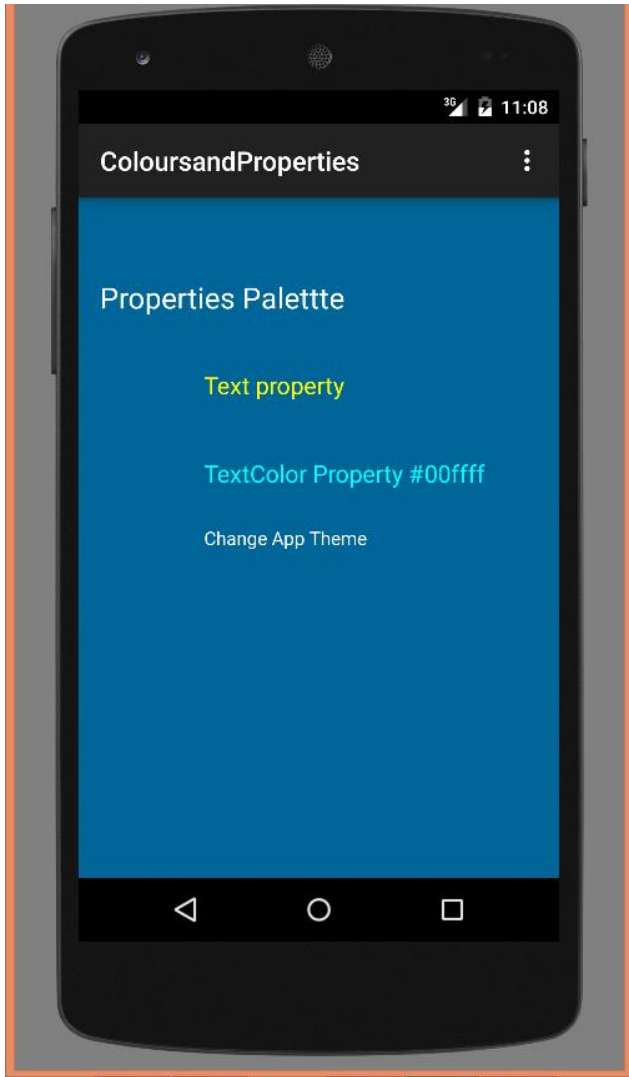 3G 11:08
ColoursandProperties
Properties Palettte
Text property
TextColor Property #00ffff
Change App Theme